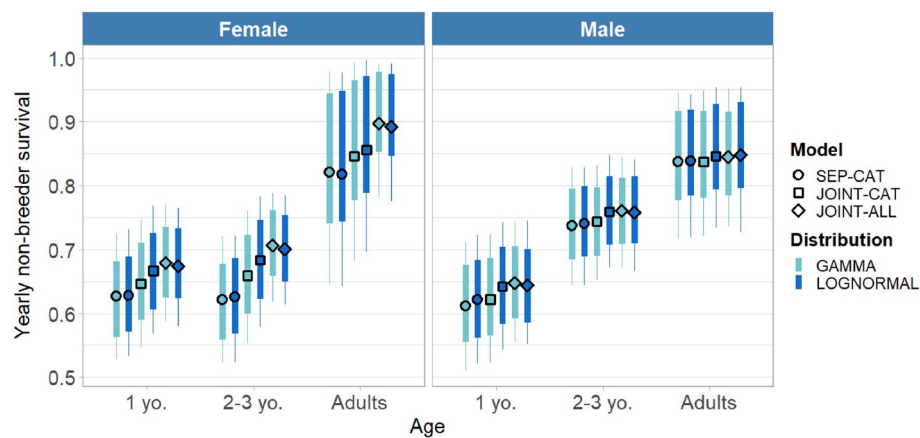 Female
Male
Yearly non-breeder survival
1.0
0.9
0.8
0.7
0.6
0.5
1 yo.
2-3 yo.
Adults
1 yo.
2-3 yo.
Adults
Age
Model
SEP-CAT
JOINT-CAT
JOINT-ALL
Distribution
GAMMA
LOGNORMAL